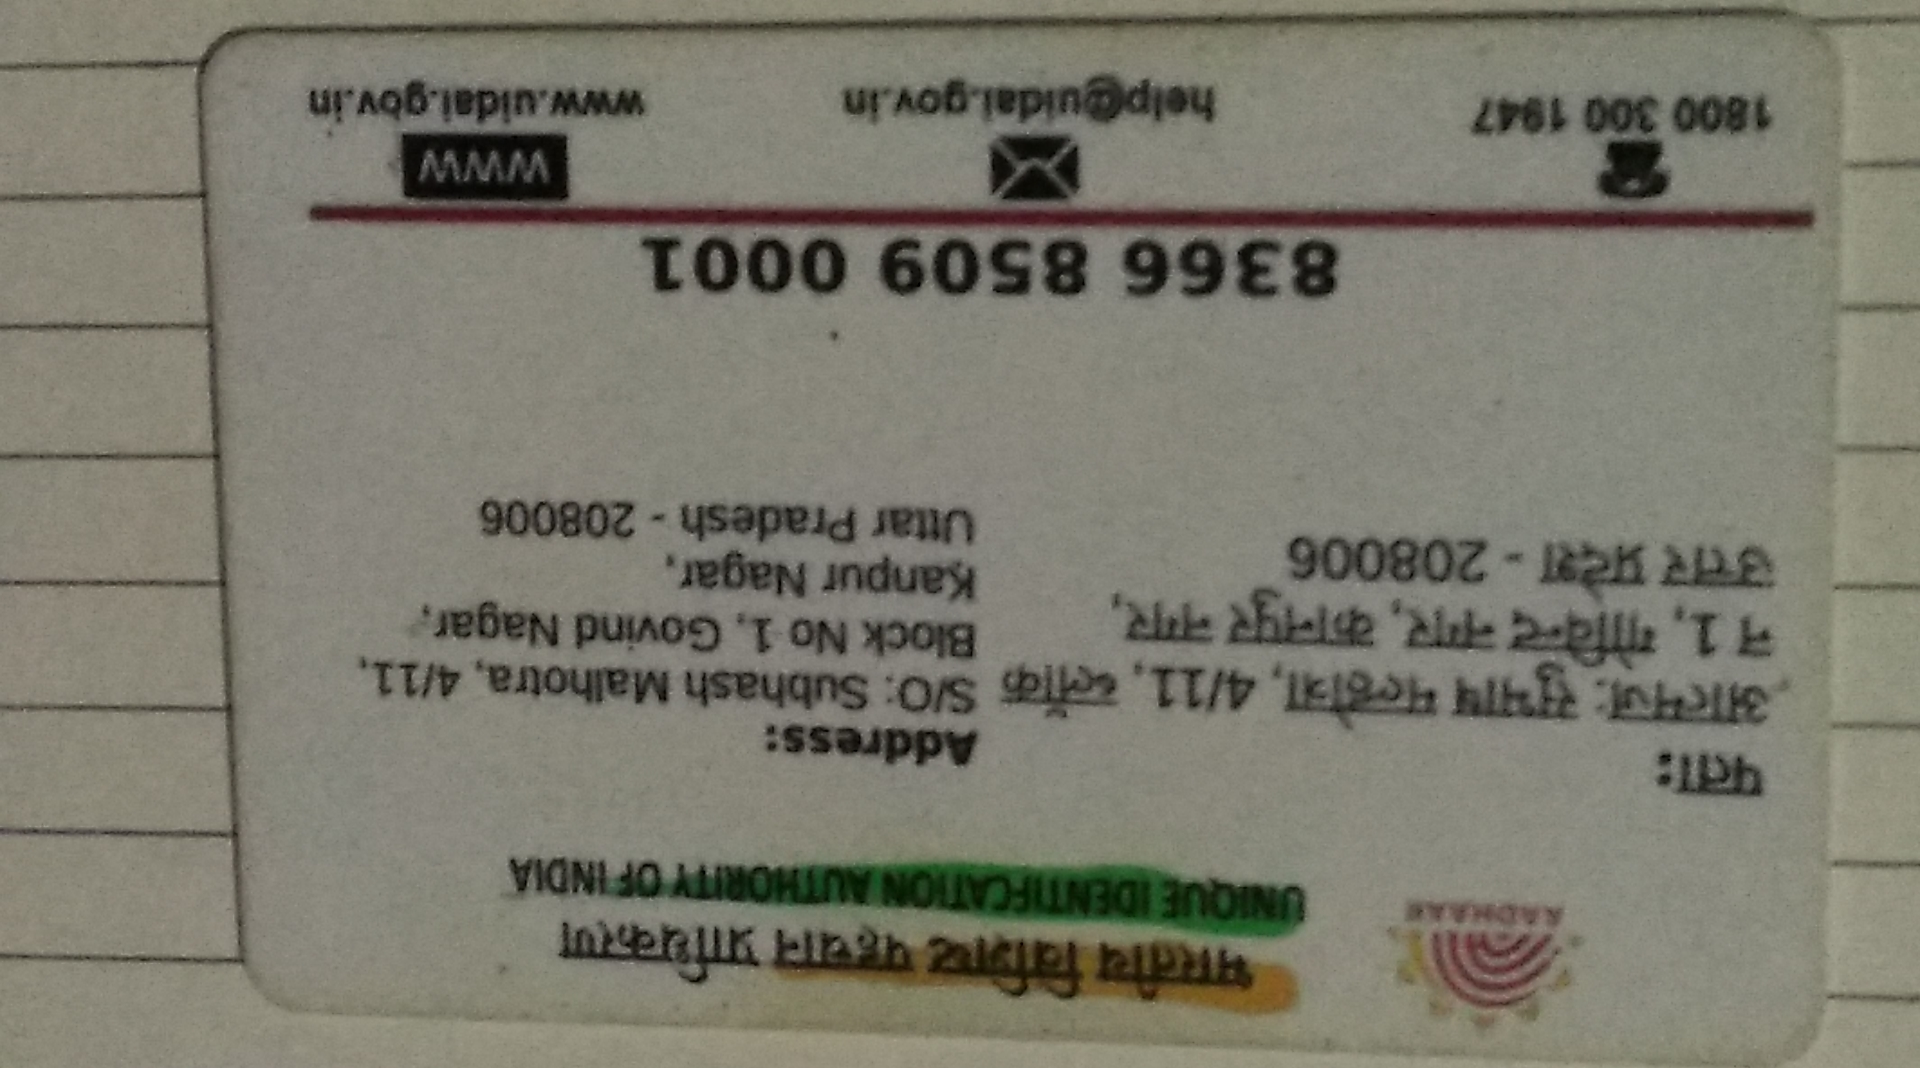 भारतीय विशिष्ट पहचान प्राधिकरण
UNIQUE IDENTIFCATION AUTHORITY OF INDIA
AADHAAR
पता:
आत्मज: सुभाष मल्होत्रा, 4/11, ब्लॉक
न 1, गोविन्द नगर, कानपुर नगर,
उत्तर प्रदेश - 208006
Address:
S/O: Subhash Malhotra, 4/11,
Block No 1, Govind Nagar,
Kanpur Nagar,
Uttar Pradesh - 208006
8366 8509 0001
1800 300 1947
help@uidai.gov.in
WWW
www.uidai.gov.in